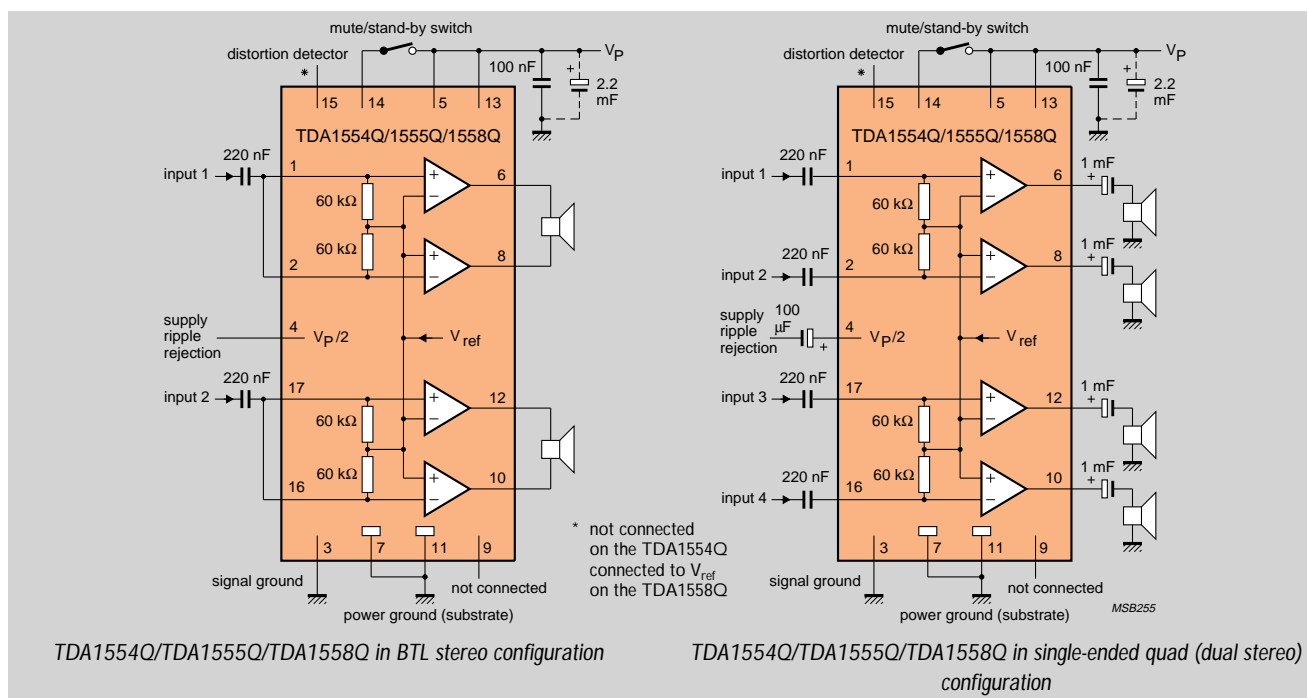 mute/stand-by switch
distortion detector
*
VP
100 nF
+
2.2
mF
15
14
5
13
TDA1554Q/1555Q/1558Q
220 nF
input 1
1
60 kΩ
60 kΩ
2
+
−
+
−
6
8
supply
ripple
rejection
4
VP/2
Vref
220 nF
input 2
17
60 kΩ
60 kΩ
16
+
−
+
−
12
10
3
7
11
9
signal ground
not connected
power ground (substrate)
* not connected
on the TDA1554Q
connected to Vref
on the TDA1558Q
TDA1554Q/TDA1555Q/TDA1558Q in BTL stereo configuration
mute/stand-by switch
distortion detector
*
VP
100 nF
+
2.2
mF
15
14
5
13
TDA1554Q/1555Q/1558Q
220 nF
input 1
1
60 kΩ
60 kΩ
220 nF
input 2
2
+
−
+
−
6
1 mF
+
8
1 mF
+
supply
ripple
rejection
100
µF
+
4
VP/2
Vref
220 nF
input 3
17
60 kΩ
60 kΩ
220 nF
input 4
16
+
−
+
−
12
1 mF
+
10
1 mF
+
3
7
11
9
signal ground
not connected
power ground (substrate)
MSB255
TDA1554Q/TDA1555Q/TDA1558Q in single-ended quad (dual stereo)
configuration